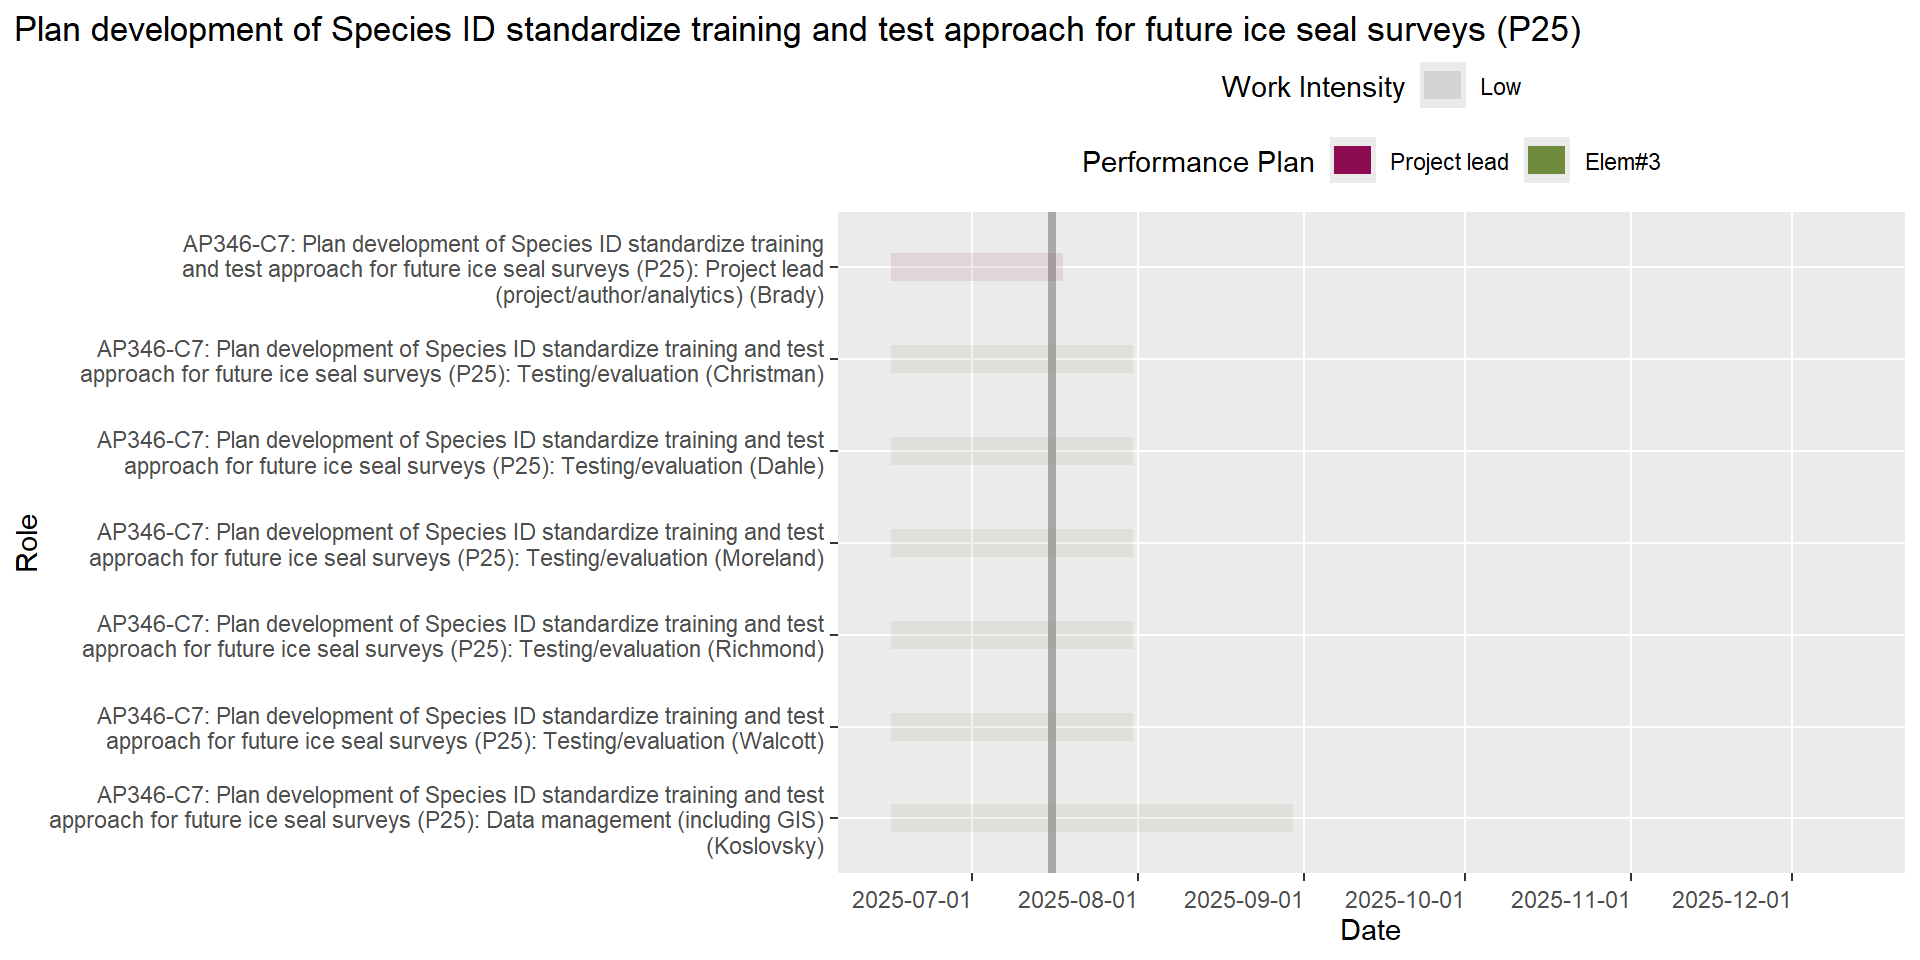 Plan development of Species ID standardize training and test approach for future ice seal surveys (P25)
Work Intensity Low
Performance Plan Project lead Elem#3
AP346-C7: Plan development of Species ID standardize training
and test approach for future ice seal surveys (P25): Project lead
(project/author/analytics) (Brady)
AP346-C7: Plan development of Species ID standardize training and test
approach for future ice seal surveys (P25): Testing/evaluation (Christman)
AP346-C7: Plan development of Species ID standardize training and test
approach for future ice seal surveys (P25): Testing/evaluation (Dahle)
AP346-C7: Plan development of Species ID standardize training and test
approach for future ice seal surveys (P25): Testing/evaluation (Moreland)
AP346-C7: Plan development of Species ID standardize training and test
approach for future ice seal surveys (P25): Testing/evaluation (Richmond)
AP346-C7: Plan development of Species ID standardize training and test
approach for future ice seal surveys (P25): Testing/evaluation (Walcott)
AP346-C7: Plan development of Species ID standardize training and test
approach for future ice seal surveys (P25): Data management (including GIS)
(Koslovsky)
Role
2025-07-01 2025-08-01 2025-09-01 2025-10-01 2025-11-01 2025-12-01
Date